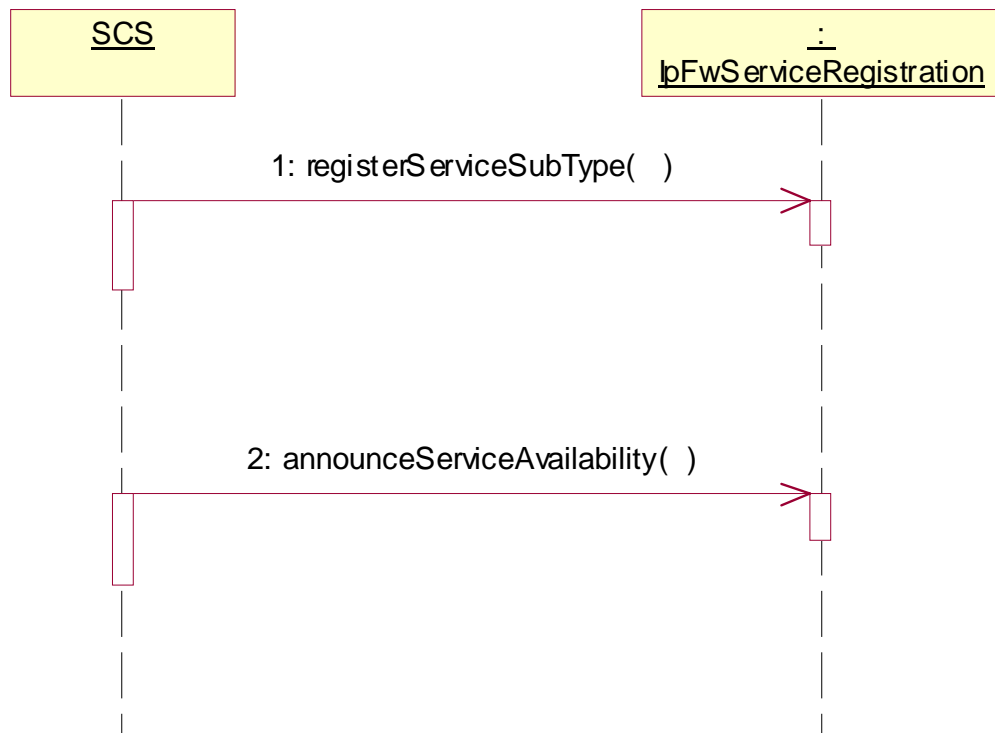 SCS
:
IpFwServiceRegistration
1: registerServiceSubType( )
2: announceServiceAvailability( )